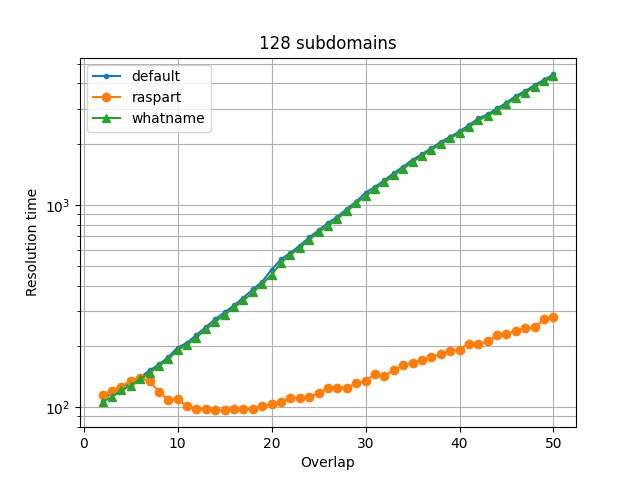 128 subdomains
default
raspart
whatname
Resolution time
10³
10²
0 10 20 30 40 50
Overlap